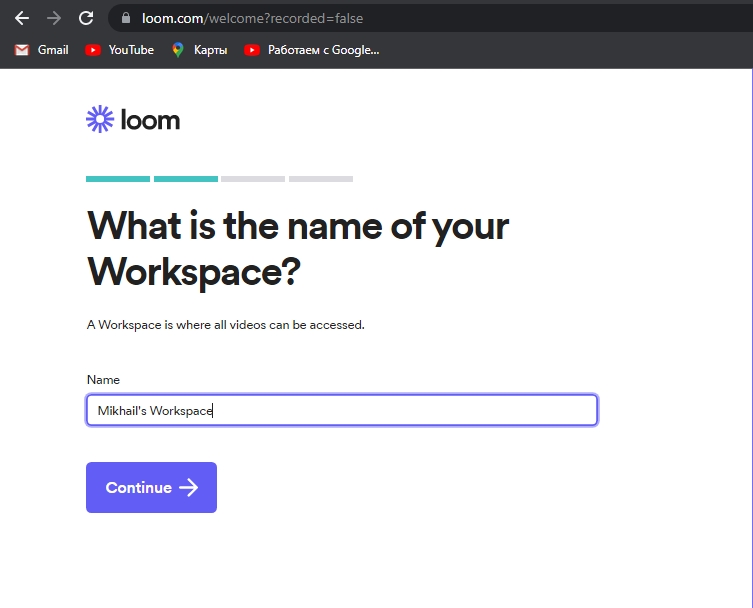 loom.com/welcome?recorded=false
Gmail YouTube Карты Работаем с Google...
loom
What is the name of your
Workspace?
A Workspace is where all videos can be accessed.
Name
Mikhail's Workspace
Continue